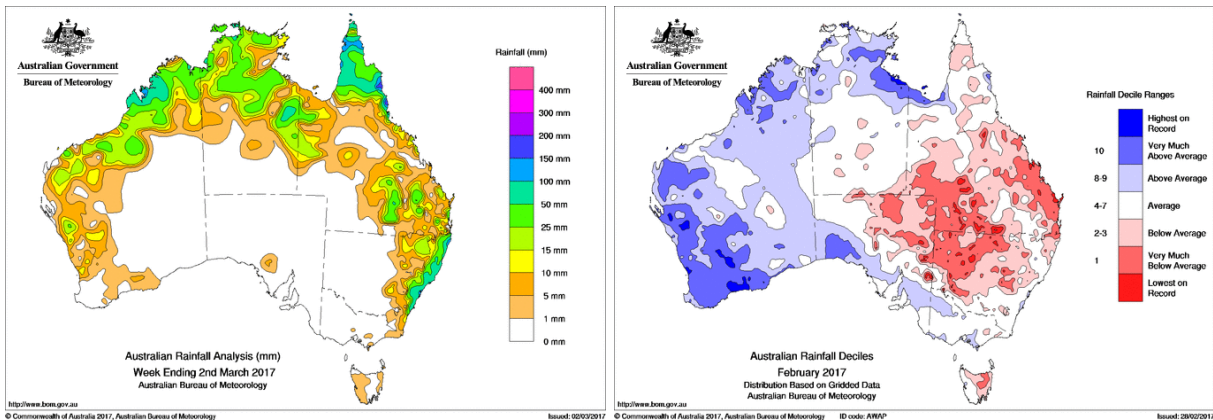 Australian Government
Bureau of Meteorology
Rainfall (mm)
400 mm
300 mm
200 mm
150 mm
100 mm
50 mm
25 mm
15 mm
10 mm
5 mm
1 mm
0 mm
Australian Rainfall Analysis (mm)
Week Ending 2nd March 2017
Australian Bureau of Meteorology
http://www.bom.gov.au
© Commonwealth of Australia 2017, Australian Bureau of Meteorology
Issued: 02/03/2017
Australian Government
Bureau of Meteorology
Rainfall Decile Ranges
Highest on
Record
10 Very Much
Above Average
8-9 Above Average
4-7 Average
2-3 Below Average
1 Very Much
Below Average
Lowest on
Record
Australian Rainfall Deciles
February 2017
Distribution Based on Gridded Data
Australian Bureau of Meteorology
http://www.bom.gov.au
© Commonwealth of Australia 2017, Australian Bureau of Meteorology ID code: AWAP Issued: 28/02/2017